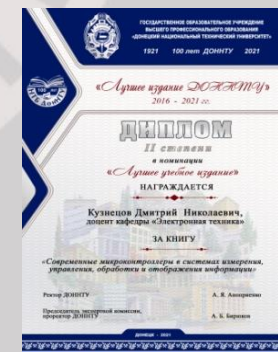 ГОСУДАРСТВЕННОЕ ОБРАЗОВАТЕЛЬНОЕ УЧРЕЖДЕНИЕ
ВЫСШЕГО ПРОФЕССИОНАЛЬНОГО ОБРАЗОВАНИЯ
«ДОНЕЦКИЙ НАЦИОНАЛЬНЫЙ ТЕХНИЧЕСКИЙ УНИВЕРСИТЕТ»
1921 100 лет ДОННТУ 2021
«Лучшее издание ДОННТУ»
2016 - 2021 гг.
ДИПЛОМ
II степени
в номинации
«Лучшее учебное издание»
НАГРАЖДАЕТСЯ
Кузнецов Дмитрий Николаевич,
доцент кафедры «Электронная техника»
ЗА КНИГУ
«Современные микроконтроллеры в системах измерения,
управления, обработки и отображения информации»
Ректор ДОННТУ А. Я. Аноприенко
Председатель экспертной комиссии,
проректор ДОННТУ А. Б. Бирюков
ДОНЕЦК - 2021